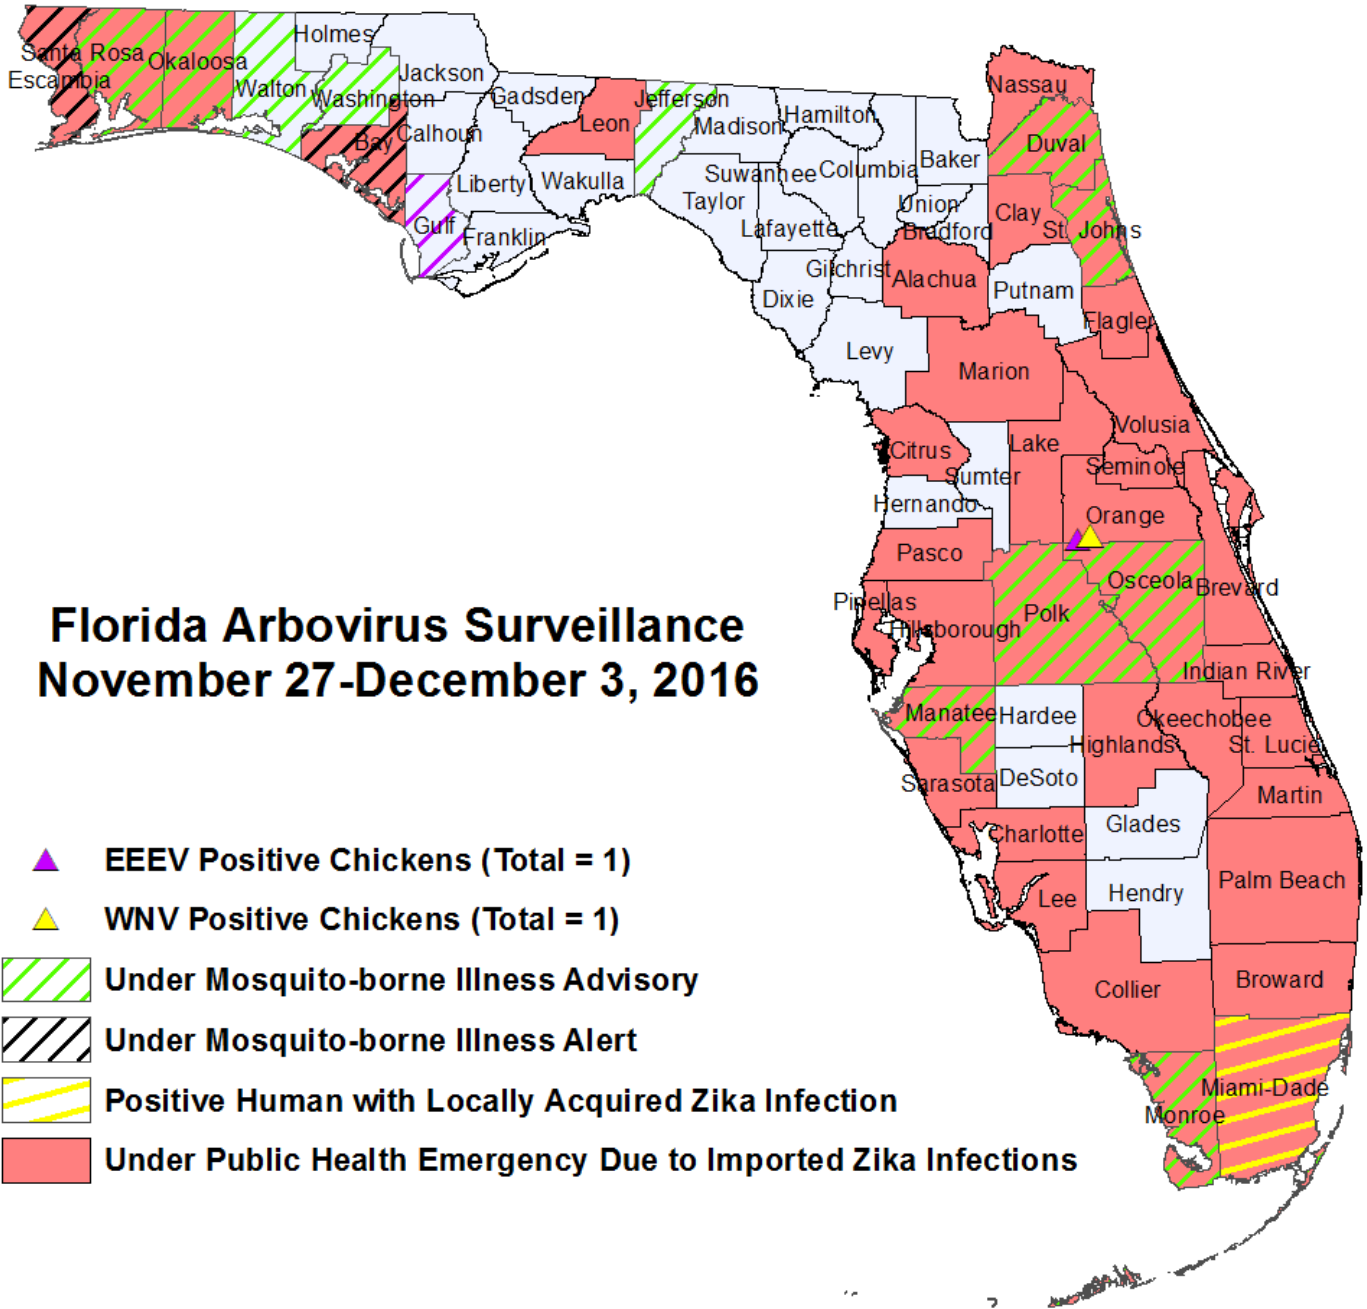 Holmes
Santa Rosa
Okaloosa
Jackson
Escambia
Walton
Washington
Gadsden
Jefferson
Nassau
Bay
Calhoun
Leon
Madison
Hamilton
Duval
Liberty
Wakulla
Suwannee
Columbia
Baker
Taylor
Union
Clay
Gulf
Franklin
Lafayette
Bradford
St. Johns
Gilchrist
Alachua
Putnam
Dixie
Flagler
Levy
Marion
Volusia
Citrus
Lake
Sumter
Seminole
Hernando
Orange
Pasco
Osceola
Brevard
Pinellas
Polk
Hillsborough
Florida Arbovirus Surveillance
November 27-December 3, 2016
Indian River
Manatee
Hardee
Okeechobee
Highlands
St. Lucie
Sarasota
DeSoto
Martin
Charlotte
Glades
Palm Beach
Lee
Hendry
Collier
Broward
Miami-Dade
Monroe
EEEV Positive Chickens (Total = 1)
WNV Positive Chickens (Total = 1)
Under Mosquito-borne Illness Advisory
Under Mosquito-borne Illness Alert
Positive Human with Locally Acquired Zika Infection
Under Public Health Emergency Due to Imported Zika Infections